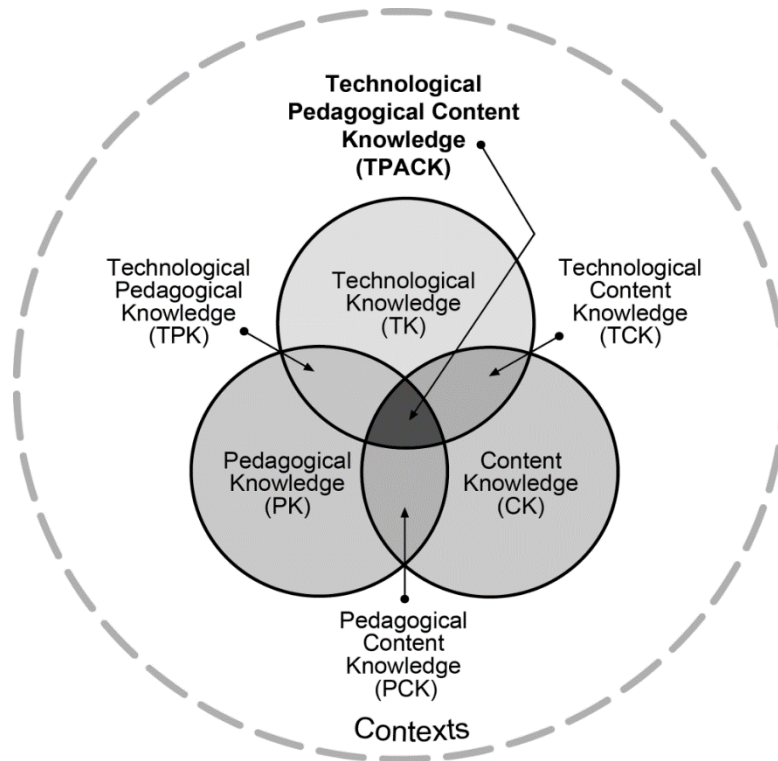 Technological
Pedagogical Content
Knowledge
(TPACK)
Technological
Pedagogical
Knowledge
(TPK)
Technological
Knowledge
(TK)
Technological
Content
Knowledge
(TCK)
Pedagogical
Knowledge
(PK)
Content
Knowledge
(CK)
Pedagogical
Content
Knowledge
(PCK)
Contexts